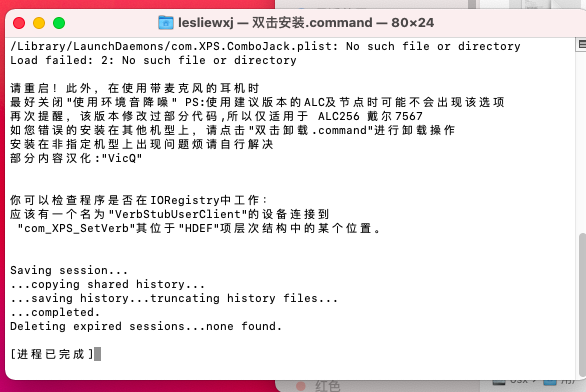 lesliewxj — 双击安装.command — 80×24
/Library/LaunchDaemons/com.XPS.ComboJack.plist: No such file or directory
Load failed: 2: No such file or directory
请重启！此外，在使用带麦克风的耳机时
最好关闭"使用环境音降噪" PS:使用建议版本的ALC及节点时可能不会出现该选项
再次提醒，该版本修改过部分代码,所以仅适用于 ALC256 戴尔7567
如您错误的安装在其他机型上，请点击"双击卸载.command"进行卸载操作
安装在非指定机型上出现问题烦请自行解决
部分内容汉化:"VicQ"
你可以检查程序是否在IORegistry中工作：
应该有一个名为"VerbStubUserClient"的设备连接到
"com_XPS_SetVerb"其位于"HDEF"项层次结构中的某个位置。
Saving session...
...copying shared history...
...saving history...truncating history files...
...completed.
Deleting expired sessions...none found.
[进程已完成]
红色